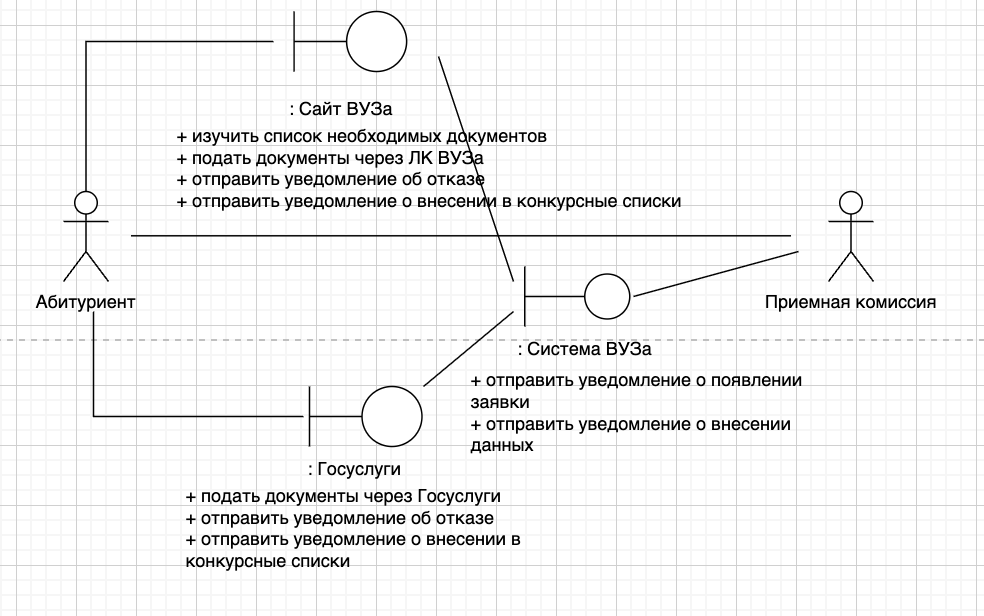 : Сайт ВУЗа
+ изучить список необходимых документов
+ подать документы через ЛК ВУЗа
+ отправить уведомление об отказе
+ отправить уведомление о внесении в конкурсные списки
Абитуриент
Приемная комиссия
: Система ВУЗа
+ отправить уведомление о появлении
заявки
+ отправить уведомление о внесении
данных
: Госуслуги
+ подать документы через Госуслуги
+ отправить уведомление об отказе
+ отправить уведомление о внесении в
конкурсные списки